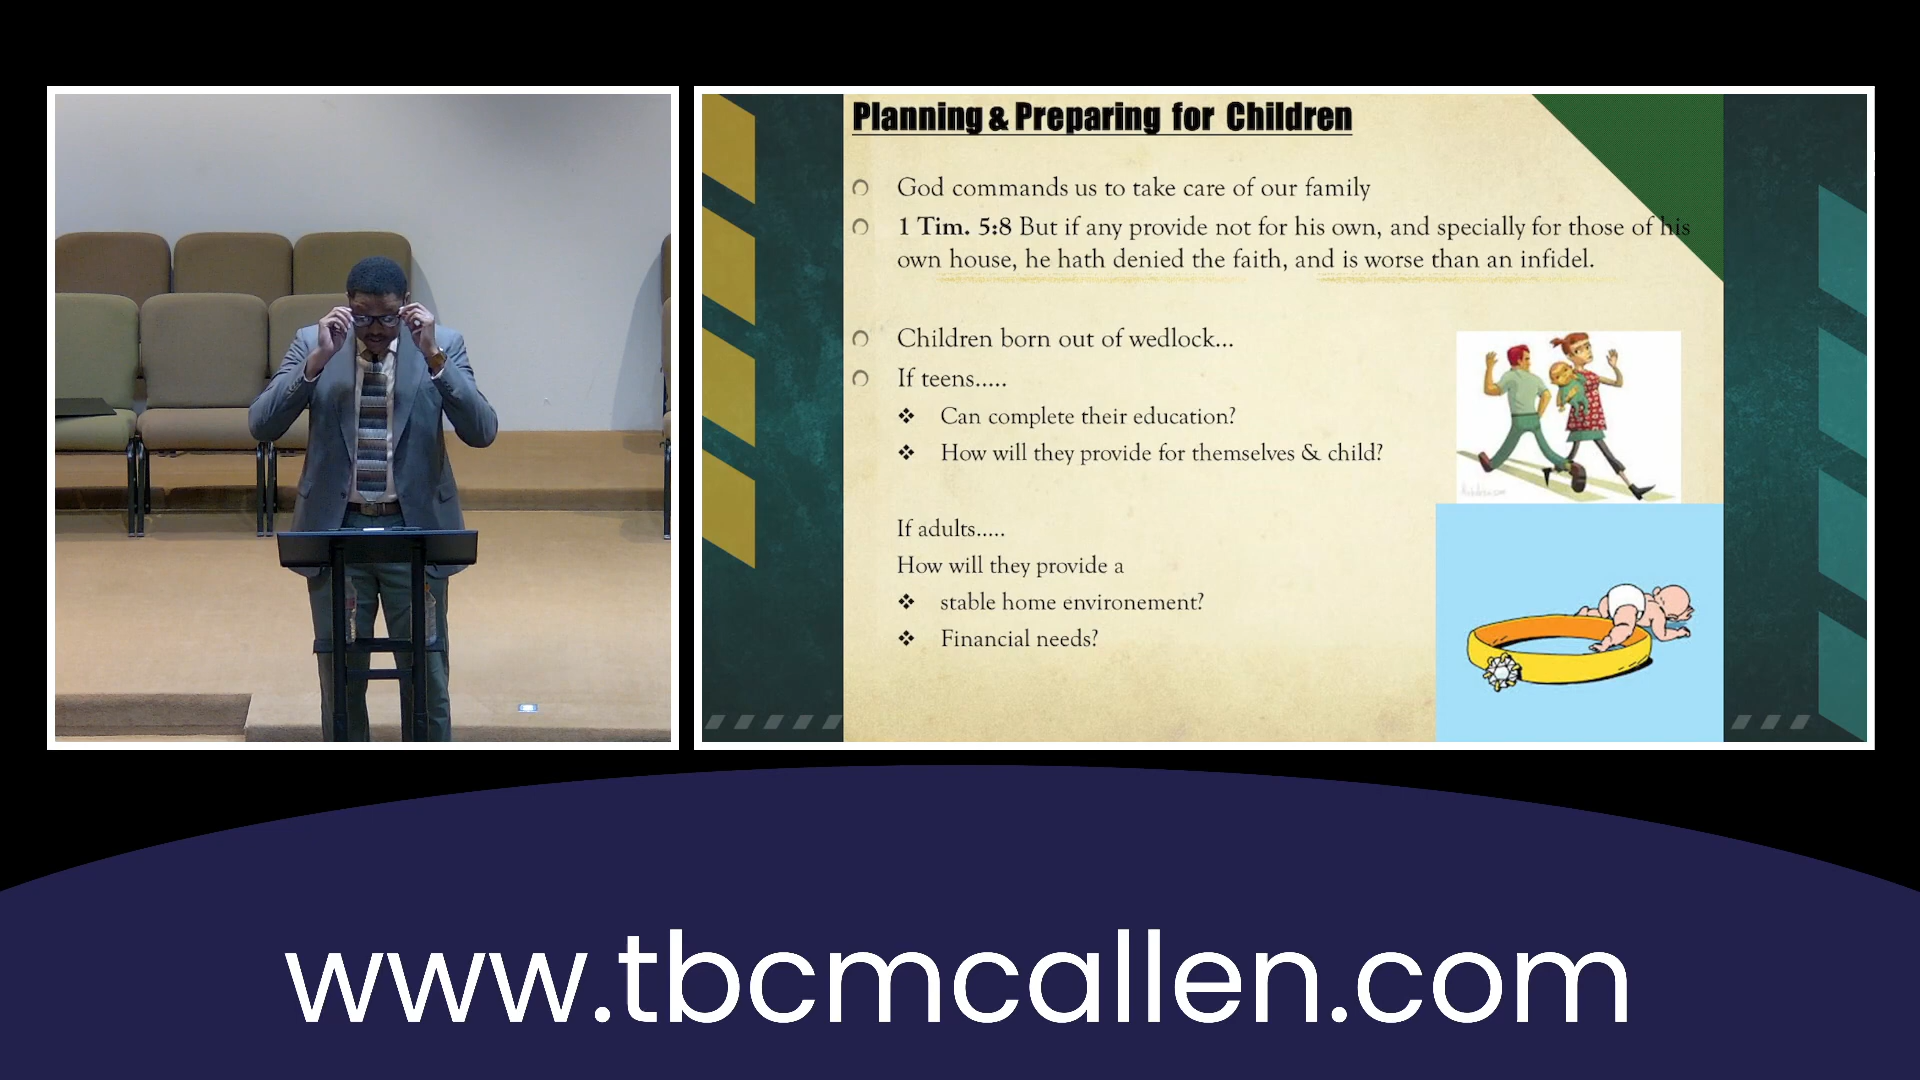 Planning & Preparing for Children
God commands us to take care of our family
1 Tim. 5:8 But if any provide not for his own, and specially for those of his
own house, he hath denied the faith, and is worse than an infidel.
Children born out of wedlock...
If teens.....
Can complete their education?
How will they provide for themselves & child?
If adults.....
How will they provide a
stable home environement?
Financial needs?
www.tbcmcallen.com